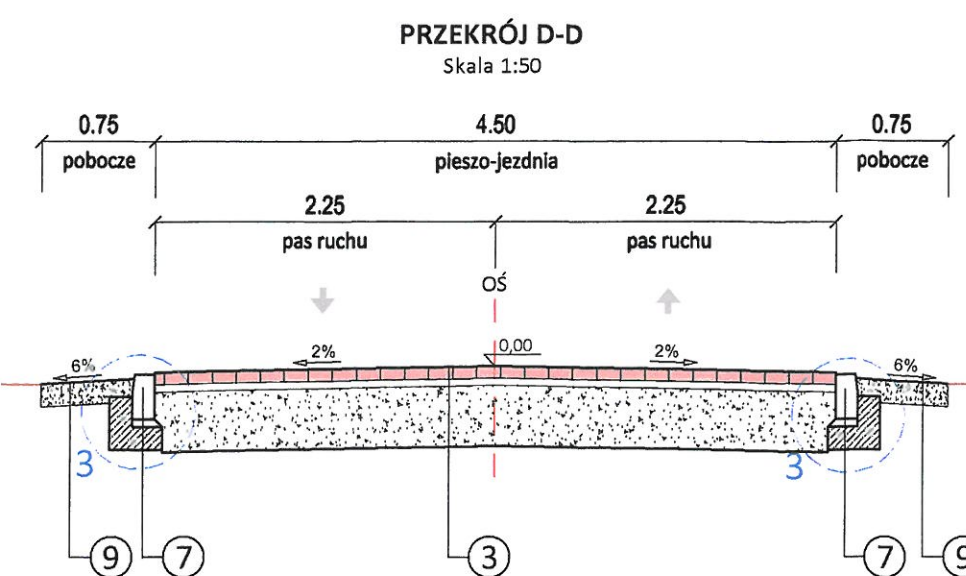 PRZEKRÓJ D-D
Skala 1:50
0.75 4.50 0.75
pobocze pieszo-jezdnia pobocze
2.25 2.25
pas ruchu pas ruchu
OŚ
6% 2% 0,00 2% 6%
3 3
9 7 3 7 9